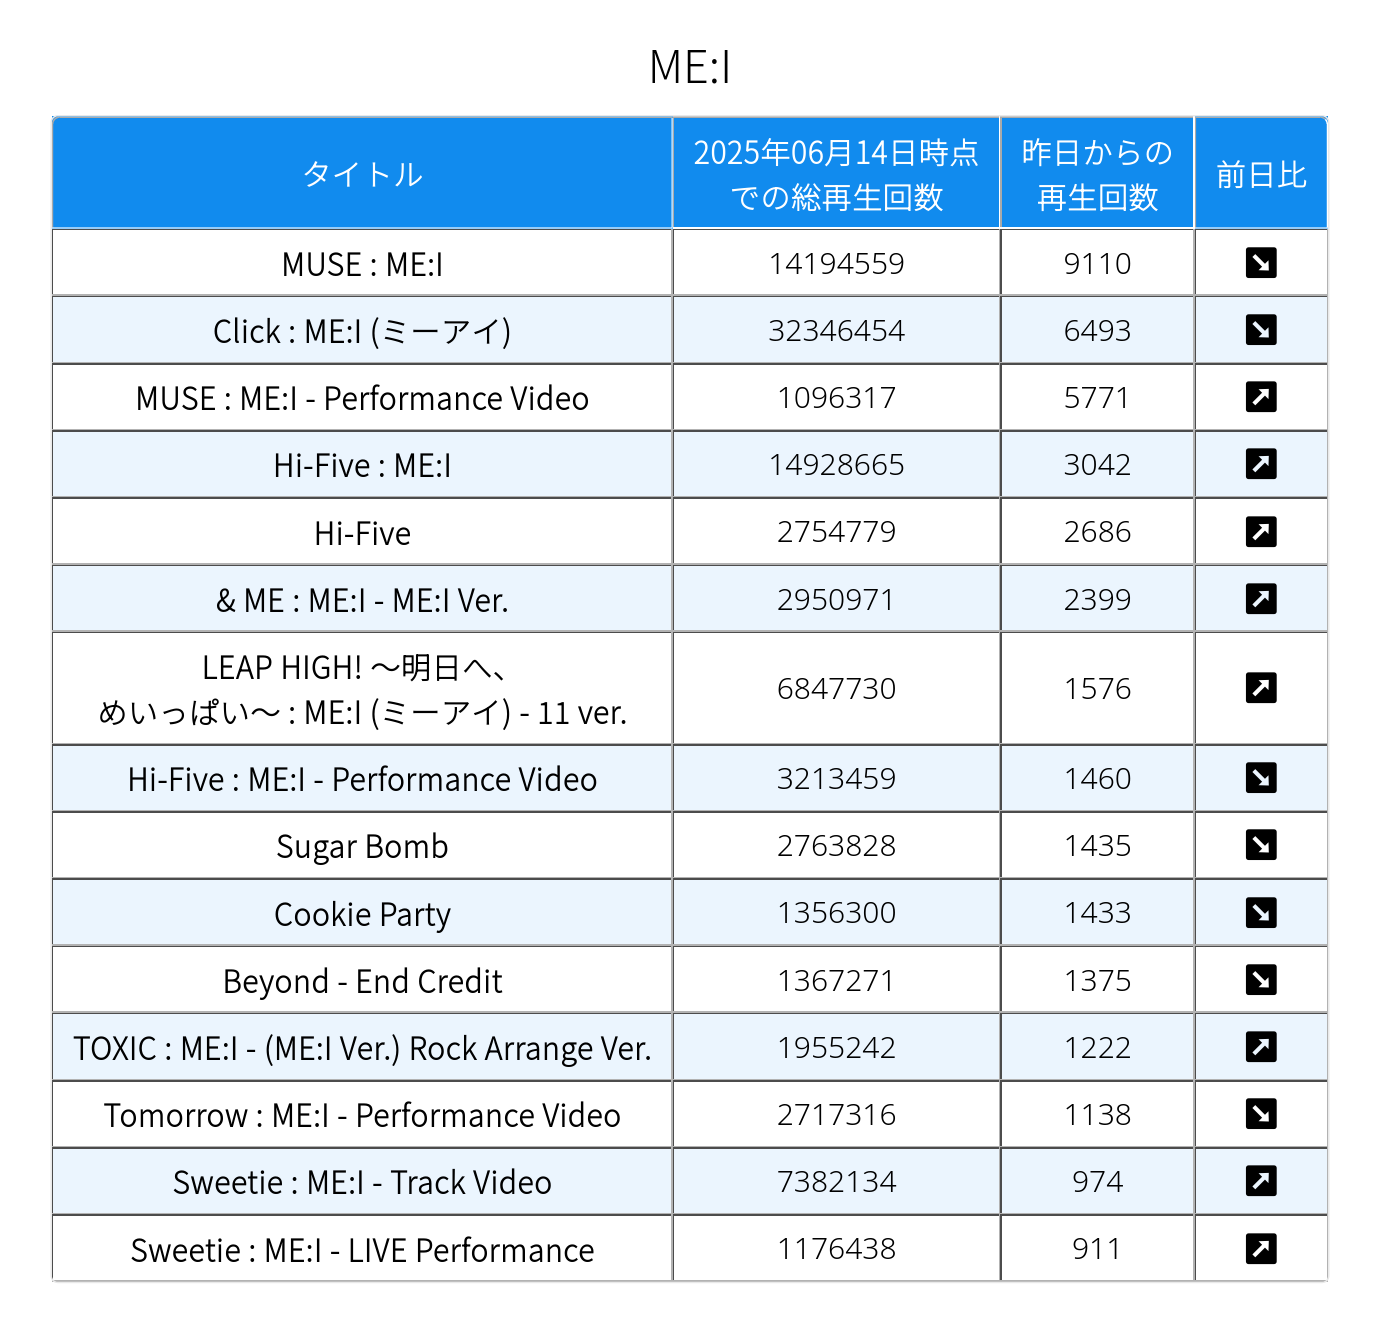 ME:I
タイトル
2025年06月14日時点
での総再生回数
昨日からの
再生回数
前日比
MUSE : ME:I 14194559 9110 ↘
Click : ME:I (ミーアイ) 32346454 6493 ↘
MUSE : ME:I - Performance Video 1096317 5771 ↗
Hi-Five : ME:I 14928665 3042 ↗
Hi-Five 2754779 2686 ↗
& ME : ME:I - ME:I Ver. 2950971 2399 ↗
LEAP HIGH! 〜明日へ、
めいっぱい〜 : ME:I (ミーアイ) - 11 ver. 6847730 1576 ↗
Hi-Five : ME:I - Performance Video 3213459 1460 ↘
Sugar Bomb 2763828 1435 ↘
Cookie Party 1356300 1433 ↘
Beyond - End Credit 1367271 1375 ↘
TOXIC : ME:I - (ME:I Ver.) Rock Arrange Ver. 1955242 1222 ↗
Tomorrow : ME:I - Performance Video 2717316 1138 ↘
Sweetie : ME:I - Track Video 7382134 974 ↗
Sweetie : ME:I - LIVE Performance 1176438 911 ↗